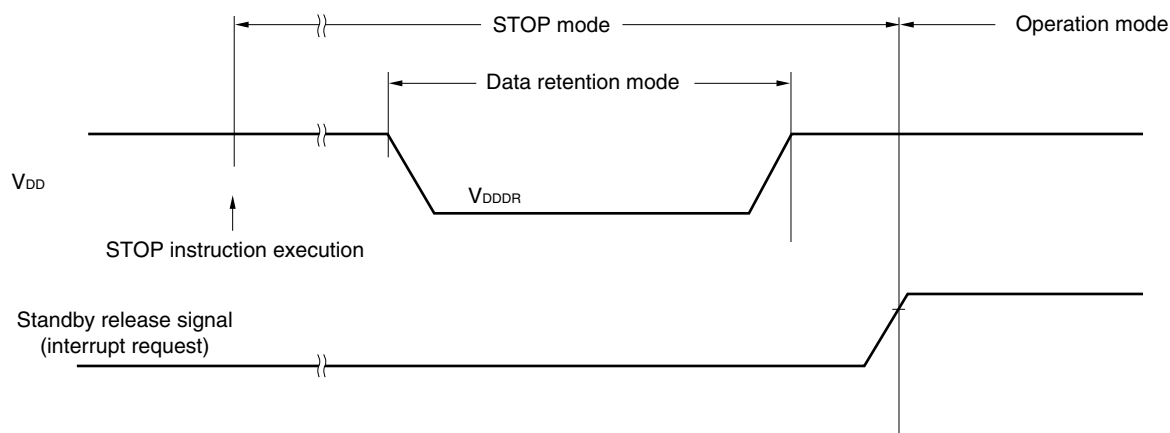 STOP mode
Operation mode
Data retention mode
VDD
VDDDR
STOP instruction execution
Standby release signal
(interrupt request)